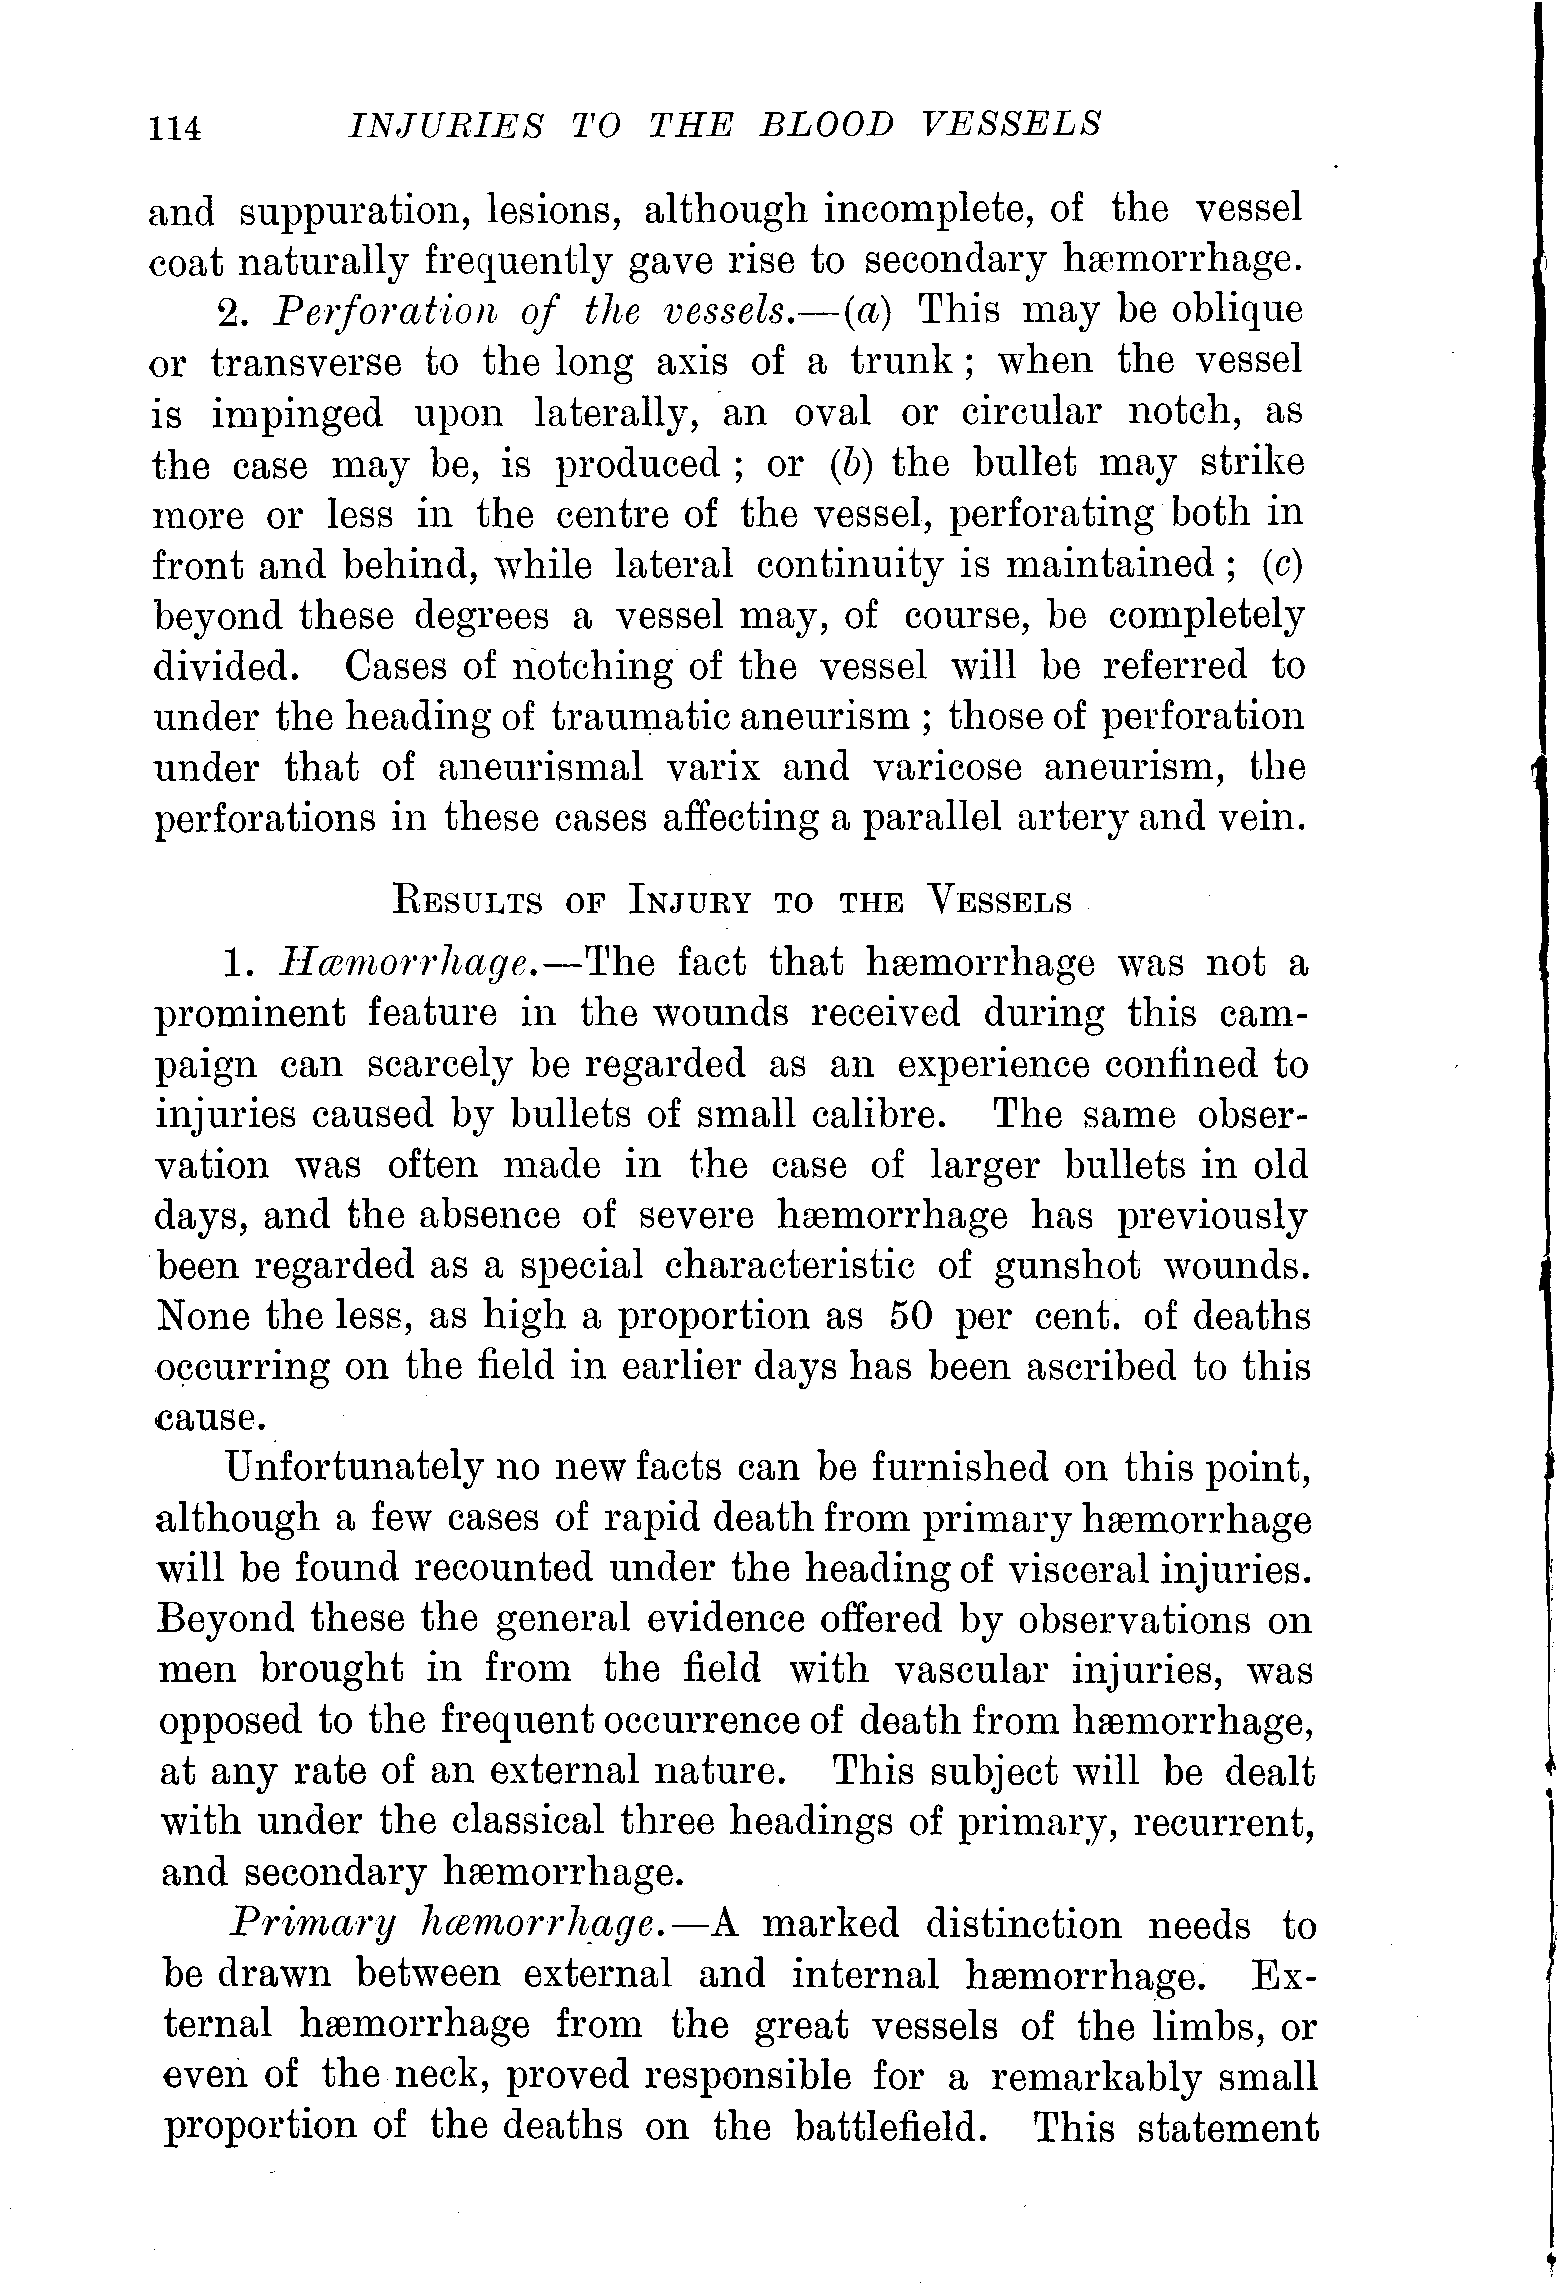 114 INJURIES TO THE BLOOD VESSELS
and suppuration, lesions, although incomplete, of the vessel
coat naturally frequently gave rise to secondary hæmorrhage.
2. Perforation of the vessels.—(a) This may be oblique
or transverse to the long axis of a trunk ; when the vessel
is impinged upon laterally, an oval or circular notch, as
the case may be, is produced ; or (b) the bullet may strike
more or less in the centre of the vessel, perforating both in
front and behind, while lateral continuity is maintained ; (c)
beyond these degrees a vessel may, of course, be completely
divided. Cases of notching of the vessel will be referred to
under the heading of traumatic aneurism ; those of perforation
under that of aneurismal varix and varicose aneurism, the
perforations in these cases affecting a parallel artery and vein.
RESULTS OF INJURY TO THE VESSELS
1. Hæmorrhage.—The fact that hæmorrhage was not a
prominent feature in the wounds received during this cam-
paign can scarcely be regarded as an experience confined to
injuries caused by bullets of small calibre. The same obser-
vation was often made in the case of larger bullets in old
days, and the absence of severe hæmorrhage has previously
been regarded as a special characteristic of gunshot wounds.
None the less, as high a proportion as 50 per cent. of deaths
occurring on the field in earlier days has been ascribed to this
cause.
Unfortunately no new facts can be furnished on this point,
although a few cases of rapid death from primary hæmorrhage
will be found recounted under the heading of visceral injuries.
Beyond these the general evidence offered by observations on
men brought in from the field with vascular injuries, was
opposed to the frequent occurrence of death from hæmorrhage,
at any rate of an external nature. This subject will be dealt
with under the classical three headings of primary, recurrent,
and secondary hæmorrhage.
Primary hæmorrhage.—A marked distinction needs to
be drawn between external and internal hæmorrhage. Ex-
ternal hæmorrhage from the great vessels of the limbs, or
even of the neck, proved responsible for a remarkably small
proportion of the deaths on the battlefield. This statement